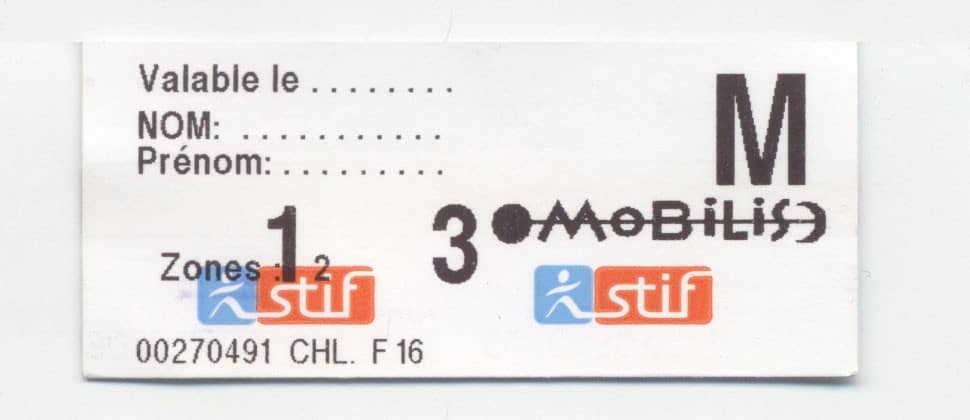 Valable le ........
NOM: ...........
Prénom:.........
M
MOBILIS
Zones : 1 2 3
stif
stif
00270491 CHL. F 16